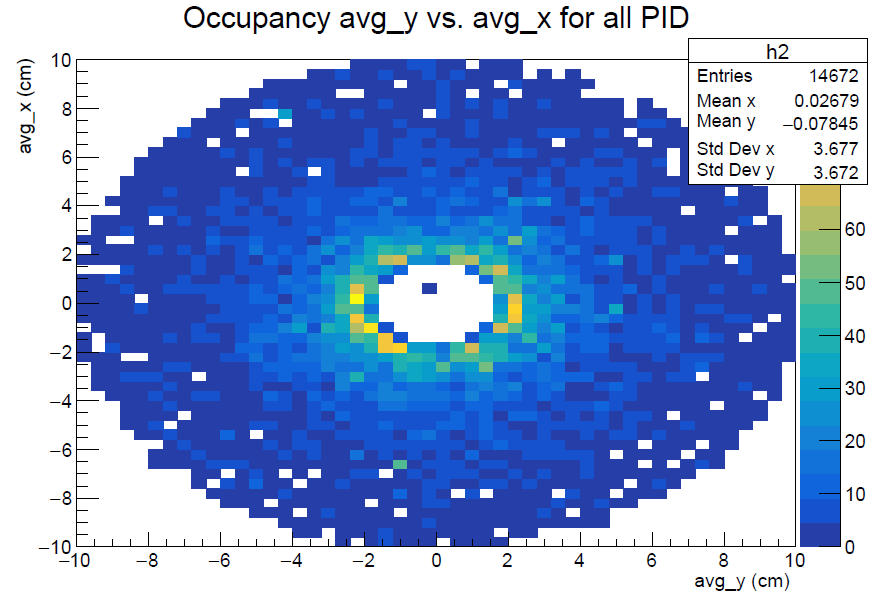 Occupancy avg_y vs. avg_x for all PID
h2
Entries 14672
Mean x 0.02679
Mean y −0.07845
Std Dev x 3.677
Std Dev y 3.672
avg_x (cm)
10
8
6
4
2
0
−2
−4
−6
−8
−10
60
50
40
30
20
10
0
−10 −8 −6 −4 −2 0 2 4 6 8 10
avg_y (cm)